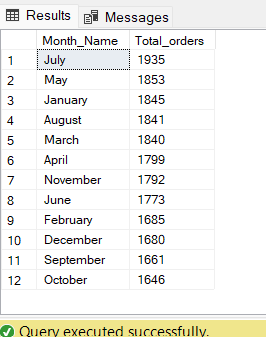 Results Messages
Month_Name Total_orders
1 July 1935
2 May 1853
3 January 1845
4 August 1841
5 March 1840
6 April 1799
7 November 1792
8 June 1773
9 February 1685
10 December 1680
11 September 1661
12 October 1646
Query executed successfully.